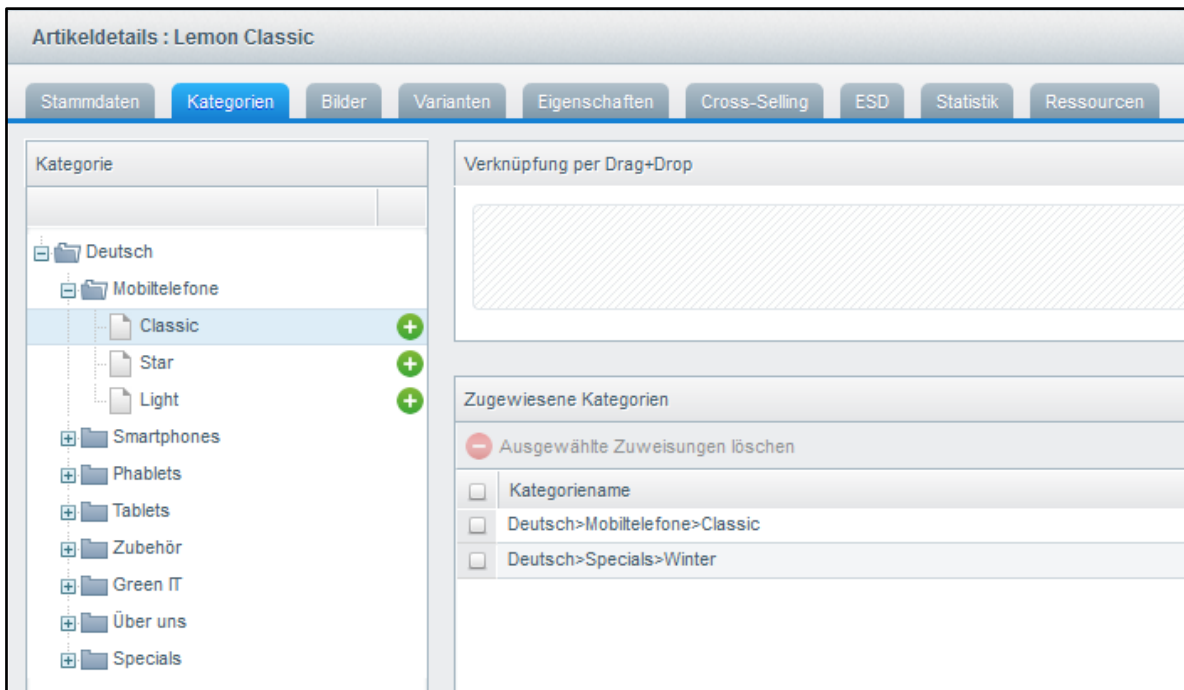 Artikeldetails : Lemon Classic
Stammdaten Kategorien Bilder Varianten Eigenschaften Cross-Selling ESD Statistik Ressourcen
Kategorie
Deutsch
Mobiltelefone
Classic
Star
Light
Smartphones
Phablets
Tablets
Zubehör
Green IT
Über uns
Specials
Verknüpfung per Drag+Drop
Zugewiesene Kategorien
Ausgewählte Zuweisungen löschen
Kategoriename
Deutsch>Mobiltelefone>Classic
Deutsch>Specials>Winter